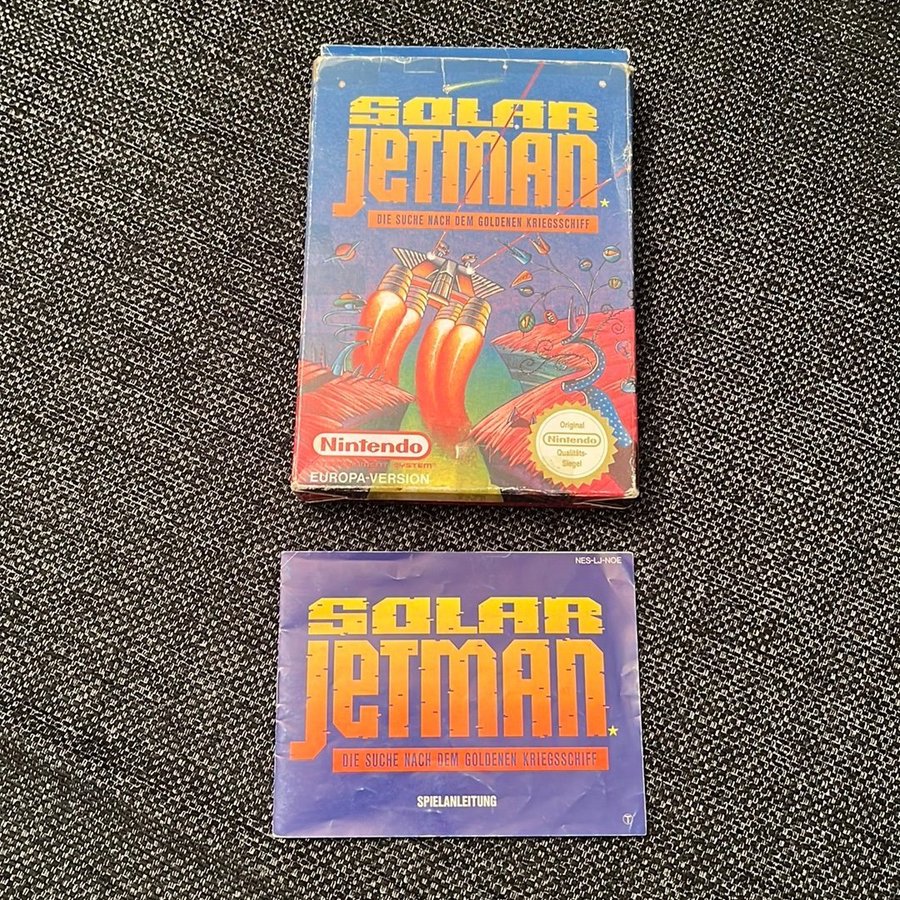 SOLAR
JETMAN
DIE SUCHE NACH DEM GOLDENEN KRIEGSSCHIFF
Nintendo
SYSTEM
EUROPA-VERSION
Original
Nintendo
Qualitäts-
Siegel
NES-LJ-NOE
SOLAR
JETMAN
DIE SUCHE NACH DEM GOLDENEN KRIEGSSCHIFF
SPIELANLEITUNG
T